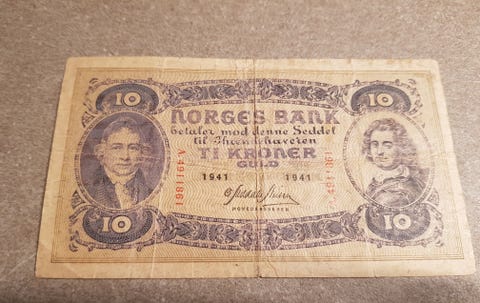 10
10
NORGES BANK
betaler mod denne Seddel
til Ihændehaveren
TI KRONER
GULD
1941
1941
HOVEDKASSERER
10
10